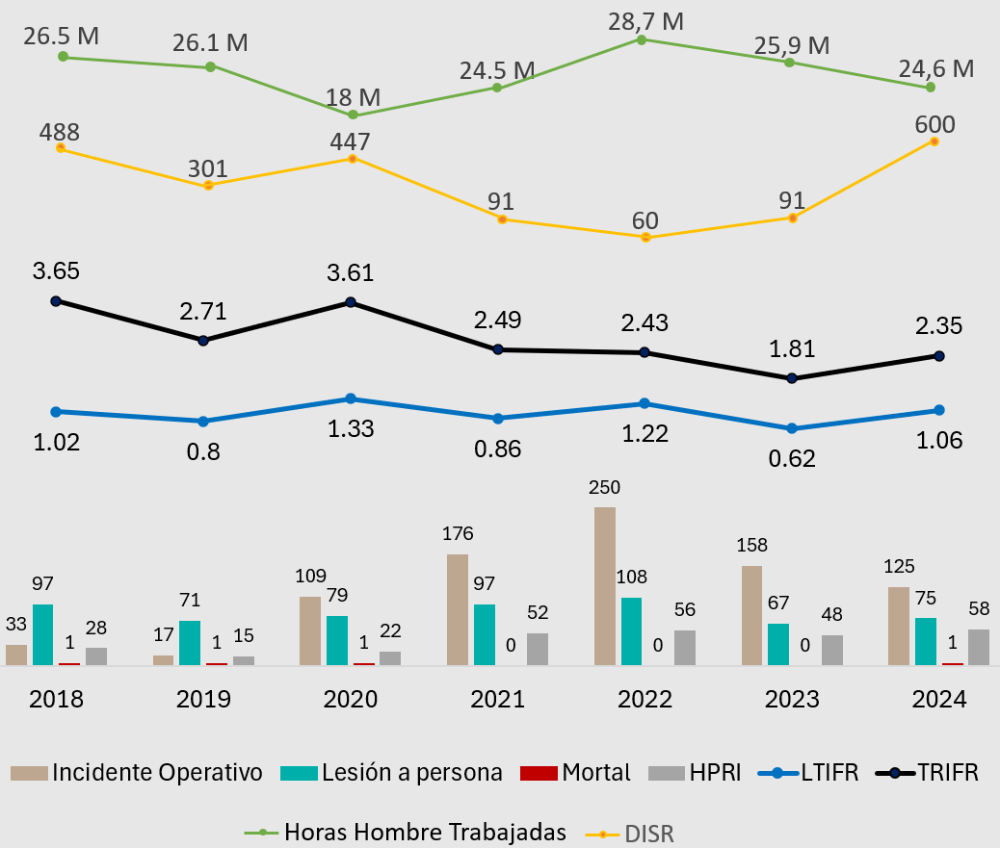 28,7 M
26.5 M 26.1 M 25,9 M
24.5 M 24,6 M
18 M
488 301 447 91 60 91 600
3.65 2.71 3.61 2.49 2.43 1.81 2.35
1.02 0.8 1.33 0.86 1.22 0.62 1.06
33 97 1 28
17 71 1 15
109 79 1 22
176 97 0 52
250 108 0 56
158 67 0 48
125 75 1 58
2018 2019 2020 2021 2022 2023 2024
Incidente Operativo Lesión a persona Mortal HPRI LTIFR TRIFR
Horas Hombre Trabajadas DISR